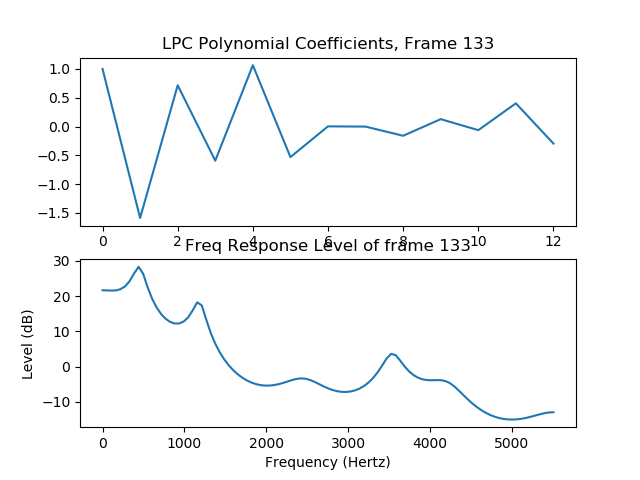 LPC Polynomial Coefficients, Frame 133
1.0
0.5
0.0
−0.5
−1.0
−1.5
0 2 4 6 8 10 12
Freq Response Level of frame 133
30
20
10
0
−10
Level (dB)
0 1000 2000 3000 4000 5000
Frequency (Hertz)